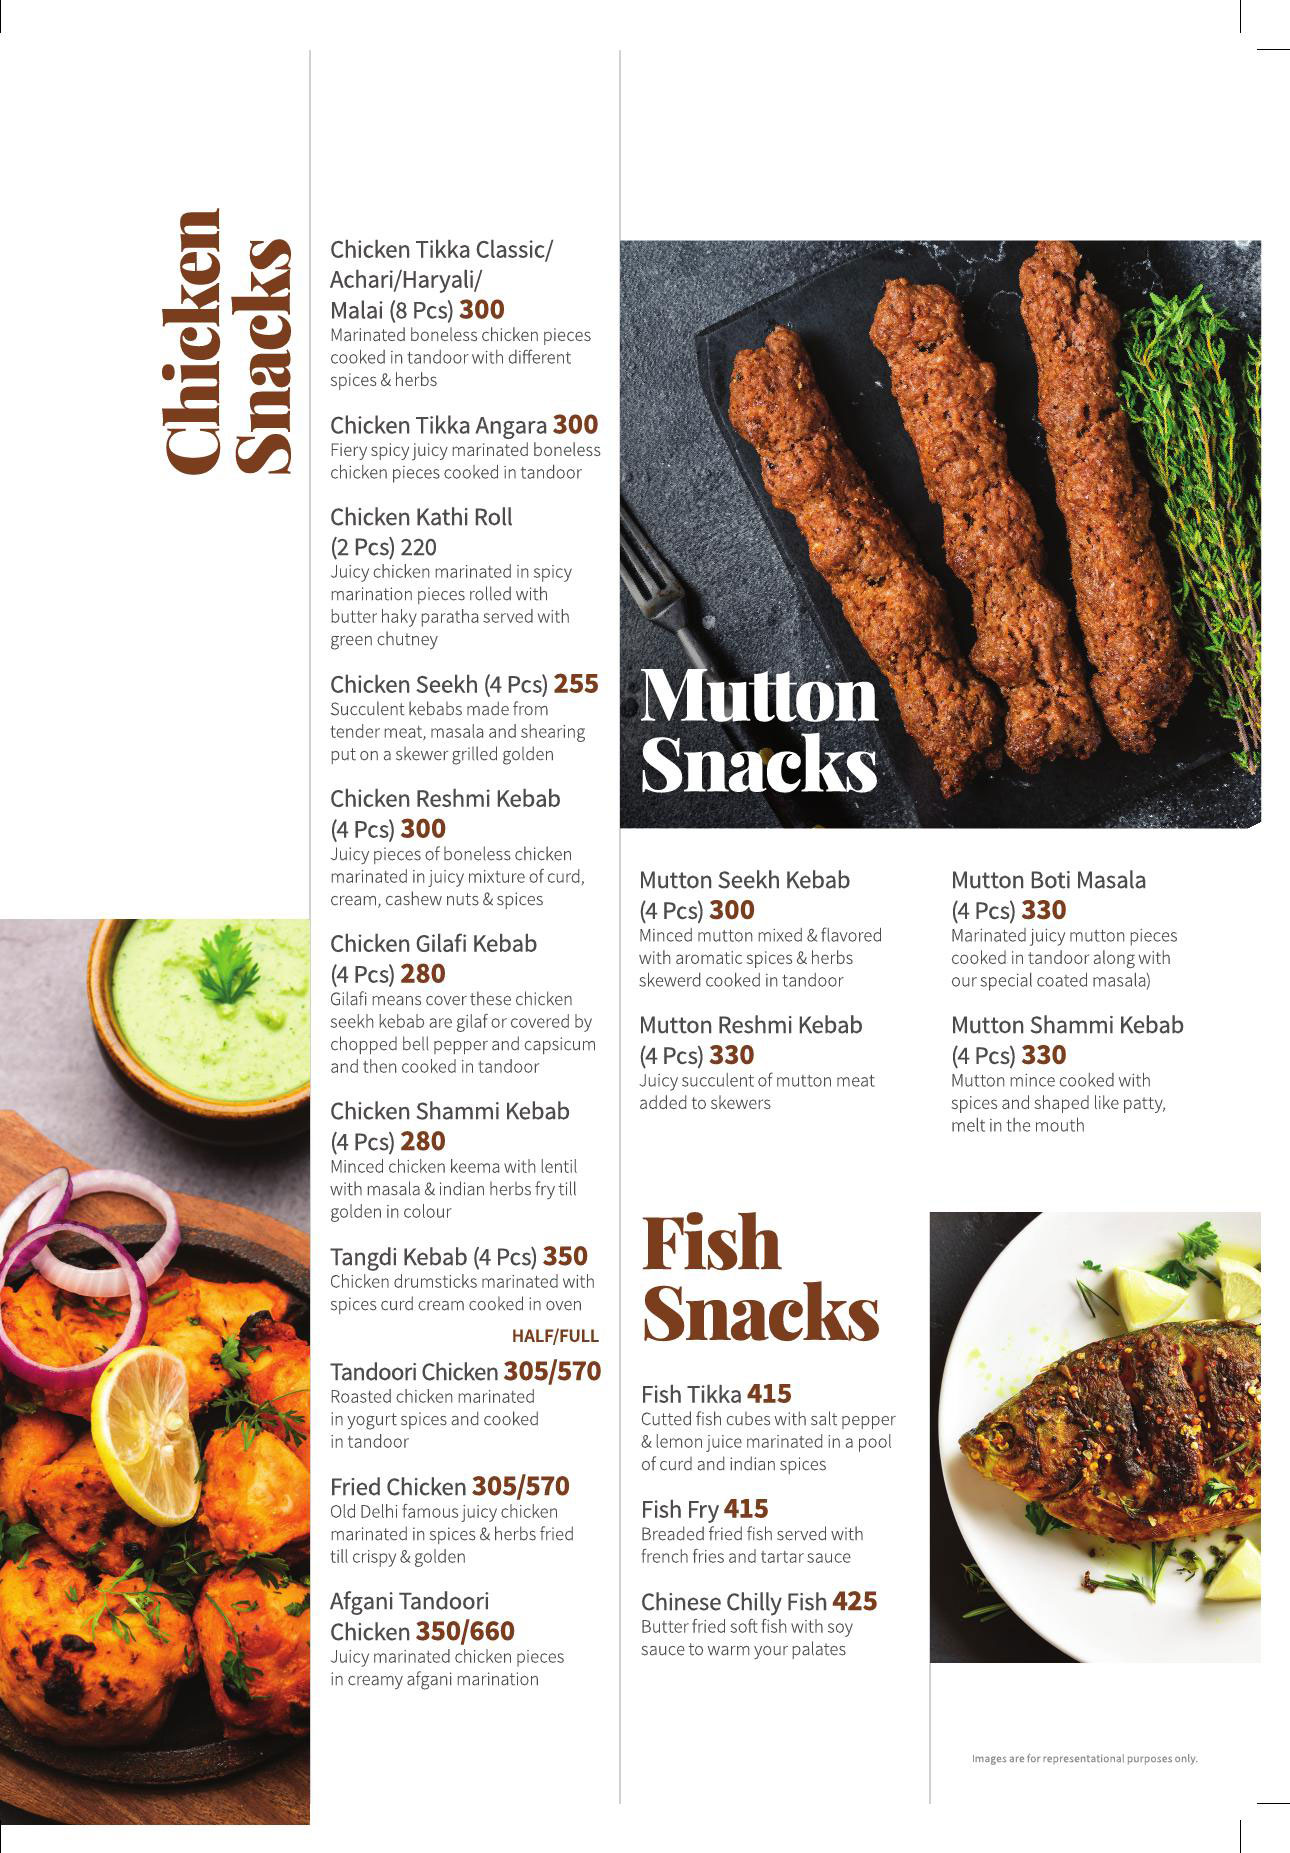 Chicken
Snacks
Chicken Tikka Classic/
Achari/Haryali/
Malai (8 Pcs) 300
Marinated boneless chicken pieces
cooked in tandoor with different
spices & herbs
Chicken Tikka Angara 300
Fiery spicy juicy marinated boneless
chicken pieces cooked in tandoor
Chicken Kathi Roll
(2 Pcs) 220
Juicy chicken marinated in spicy
marination pieces rolled with
butter haky paratha served with
green chutney
Chicken Seekh (4 Pcs) 255
Succulent kebabs made from
tender meat, masala and shearing
put on a skewer grilled golden
Chicken Reshmi Kebab
(4 Pcs) 300
Juicy pieces of boneless chicken
marinated in juicy mixture of curd,
cream, cashew nuts & spices
Chicken Gilafi Kebab
(4 Pcs) 280
Gilafi means cover these chicken
seekh kebab are gilaf or covered by
chopped bell pepper and capsicum
and then cooked in tandoor
Chicken Shammi Kebab
(4 Pcs) 280
Minced chicken keema with lentil
with masala & indian herbs fry till
golden in colour
Tangdi Kebab (4 Pcs) 350
Chicken drumsticks marinated with
spices curd cream cooked in oven
HALF/FULL
Tandoori Chicken 305/570
Roasted chicken marinated
in yogurt spices and cooked
in tandoor
Fried Chicken 305/570
Old Delhi famous juicy chicken
marinated in spices & herbs fried
till crispy & golden
Afgani Tandoori
Chicken 350/660
Juicy marinated chicken pieces
in creamy afgani marination
Mutton
Snacks
Mutton Seekh Kebab
(4 Pcs) 300
Minced mutton mixed & flavored
with aromatic spices & herbs
skewerd cooked in tandoor
Mutton Reshmi Kebab
(4 Pcs) 330
Juicy succulent of mutton meat
added to skewers
Mutton Boti Masala
(4 Pcs) 330
Marinated juicy mutton pieces
cooked in tandoor along with
our special coated masala)
Mutton Shammi Kebab
(4 Pcs) 330
Mutton mince cooked with
spices and shaped like patty,
melt in the mouth
Fish
Snacks
Fish Tikka 415
Cutted fish cubes with salt pepper
& lemon juice marinated in a pool
of curd and indian spices
Fish Fry 415
Breaded fried fish served with
french fries and tartar sauce
Chinese Chilly Fish 425
Butter fried soft fish with soy
sauce to warm your palates
Images are for representational purposes only.